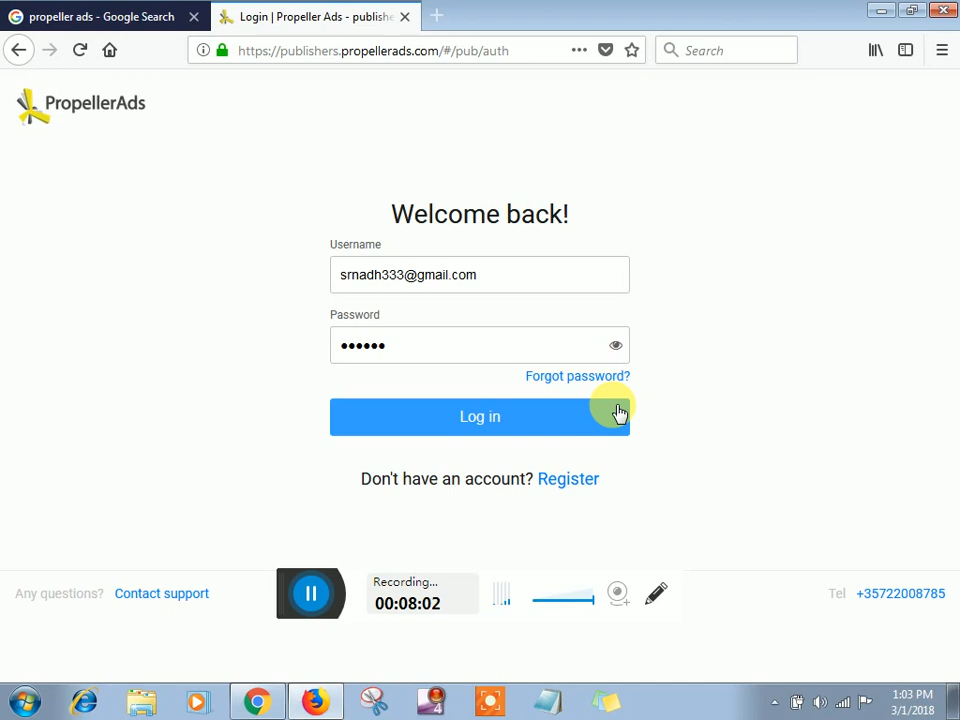 propeller ads - Google Search
Login | Propeller Ads - publishe
https://publishers.propellerads.com/#/pub/auth
Search
PropellerAds
Welcome back!
Username
srnadh333@gmail.com
Password
••••••
Forgot password?
Log in
Don't have an account? Register
Any questions? Contact support
Recording...
00:08:02
Tel +35722008785
4
1:03 PM
3/1/2018